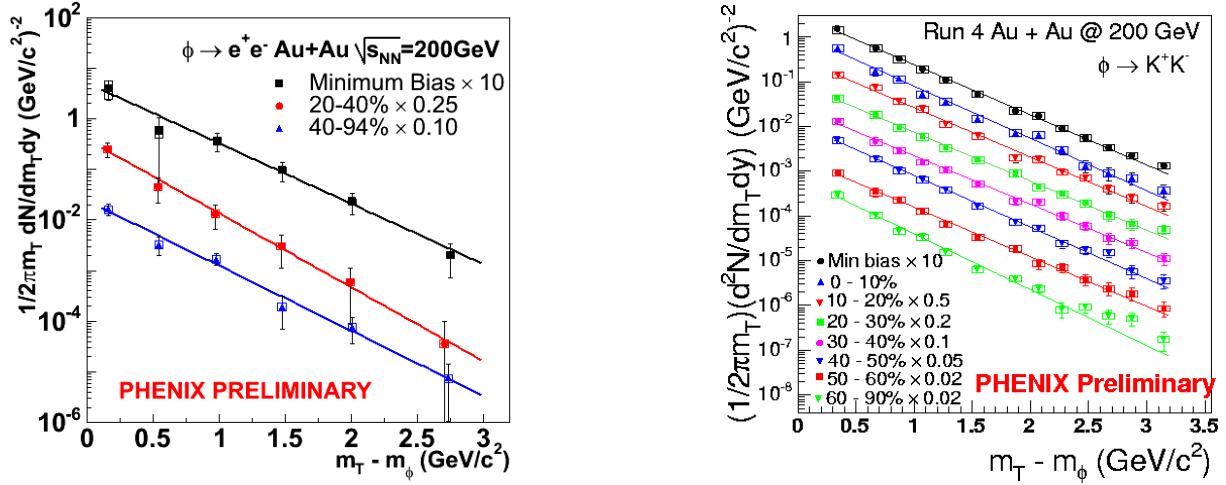 1/2πm_T dN/dm_Tdy (GeV/c²)⁻²
10²
1
10⁻²
10⁻⁴
10⁻⁶
ϕ → e⁺e⁻ Au+Au √s_NN=200GeV
Minimum Bias × 10
20-40% × 0.25
40-94% × 0.10
PHENIX PRELIMINARY
0 0.5 1 1.5 2 2.5 3
m_T - m_ϕ (GeV/c²)
(1/2πm_T)(d²N/dm_Tdy) (GeV/c²)⁻²
1
10⁻¹
10⁻²
10⁻³
10⁻⁴
10⁻⁵
10⁻⁶
10⁻⁷
10⁻⁸
Run 4 Au + Au @ 200 GeV
ϕ → K⁺K⁻
Min bias × 10
0 - 10%
10 - 20% × 0.5
20 - 30% × 0.2
30 - 40% × 0.1
40 - 50% × 0.05
50 - 60% × 0.02
60 - 90% × 0.02
PHENIX Preliminary
0 0.5 1 1.5 2 2.5 3 3.5
m_T - m_ϕ (GeV/c²)